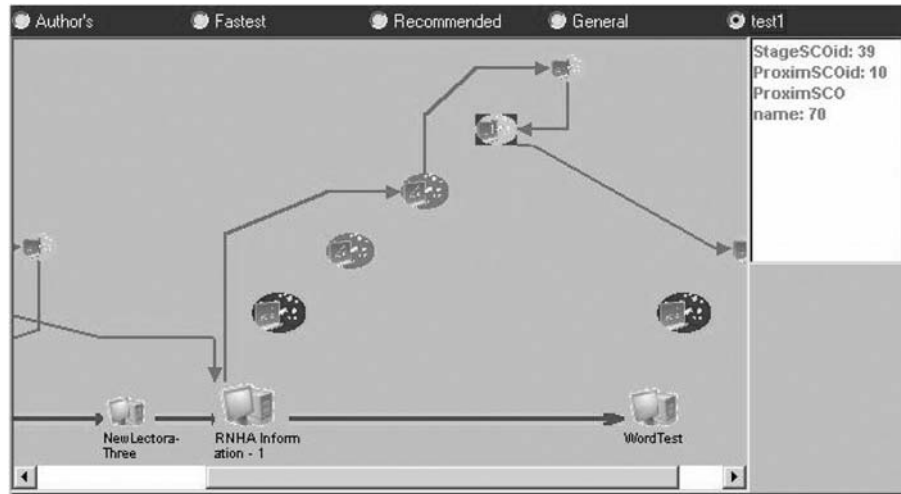 Author's
Fastest
Recommended
General
test1
StageSCOid: 39
ProximSCOid: 10
ProximSCO
name: 70
NewLectora-
Three
RNHA Inform
ation - 1
WordTest